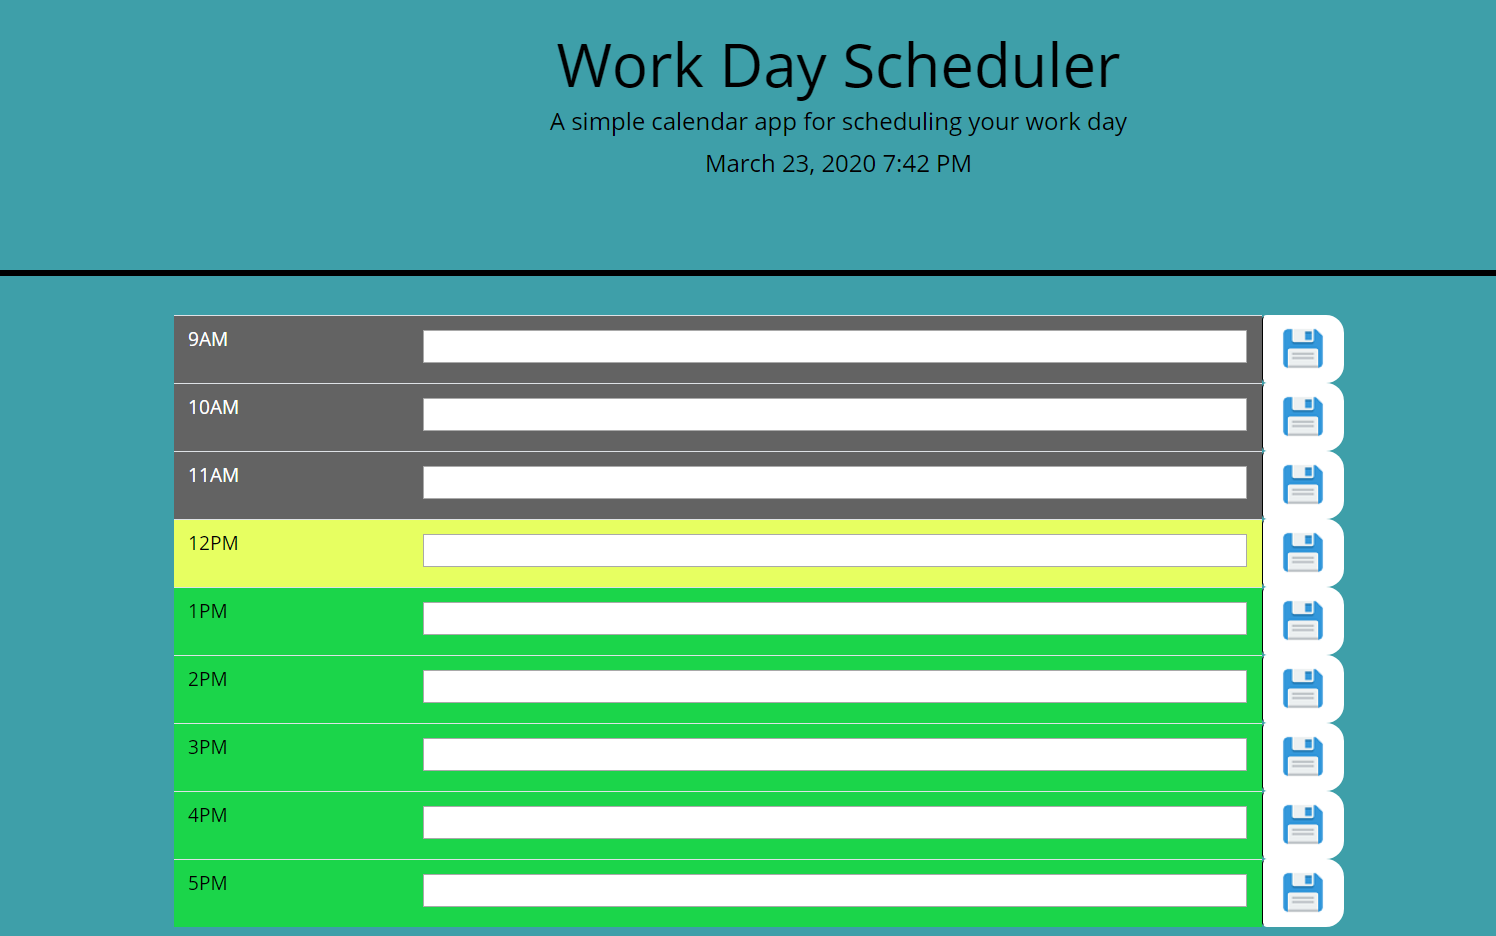 Work Day Scheduler
A simple calendar app for scheduling your work day
March 23, 2020 7:42 PM
9AM
10AM
11AM
12PM
1PM
2PM
3PM
4PM
5PM